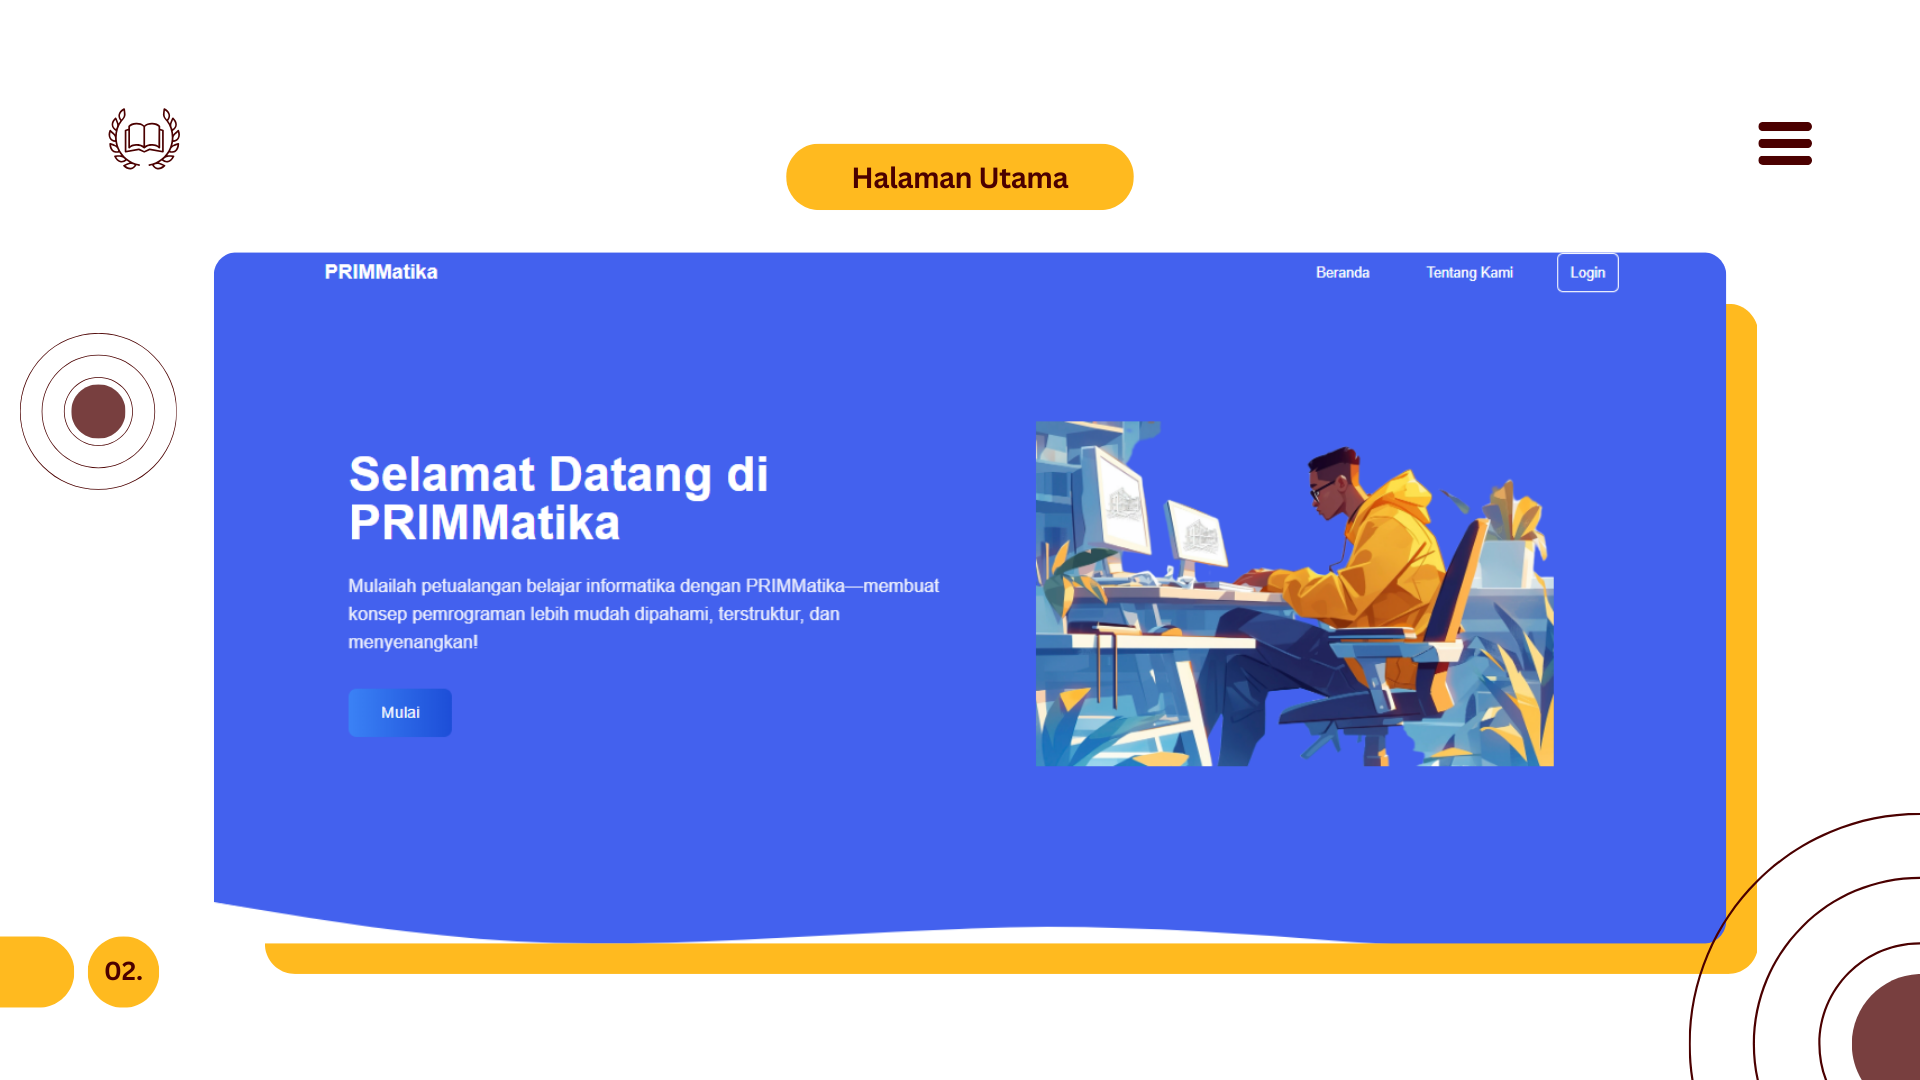 Halaman Utama
PRIMMatika
Beranda
Tentang Kami
Login
Selamat Datang di
PRIMMatika
Mulailah petualangan belajar informatika dengan PRIMMatika—membuat
konsep pemrograman lebih mudah dipahami, terstruktur, dan
menyenangkan!
Mulai
02.